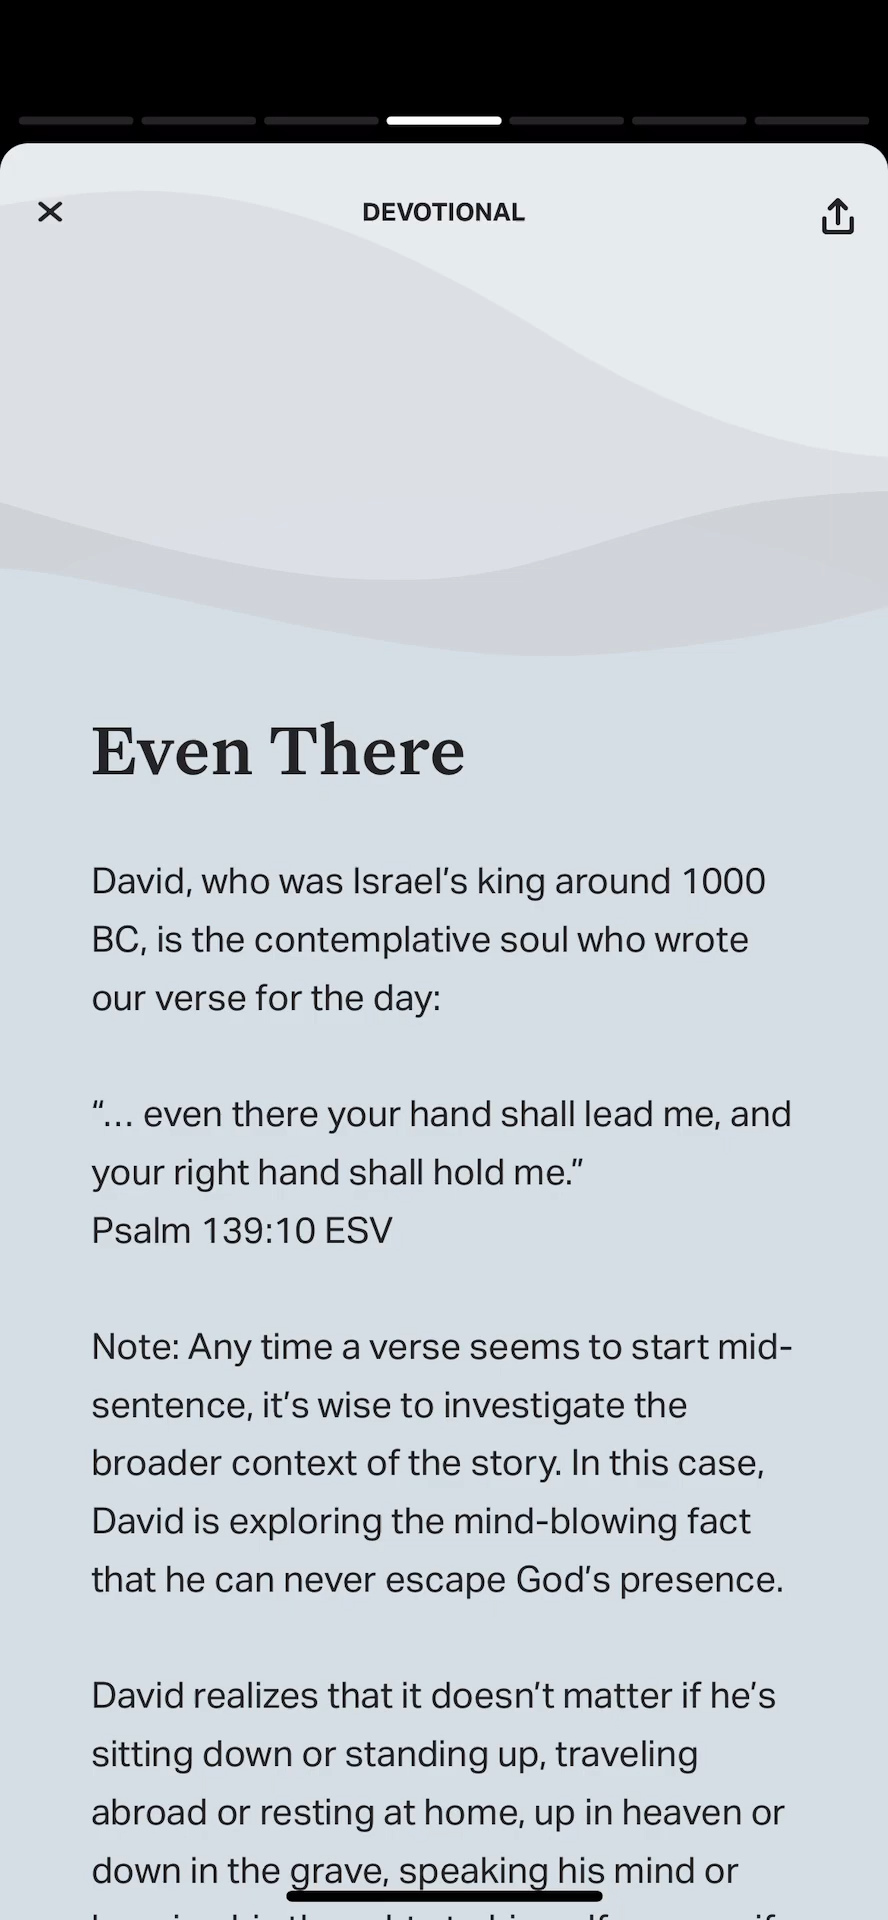 DEVOTIONAL
Even There
David, who was Israel’s king around 1000
BC, is the contemplative soul who wrote
our verse for the day:
“... even there your hand shall lead me, and
your right hand shall hold me.”
Psalm 139:10 ESV
Note: Any time a verse seems to start mid-
sentence, it’s wise to investigate the
broader context of the story. In this case,
David is exploring the mind-blowing fact
that he can never escape God’s presence.
David realizes that it doesn’t matter if he’s
sitting down or standing up, traveling
abroad or resting at home, up in heaven or
down in the grave, speaking his mind or